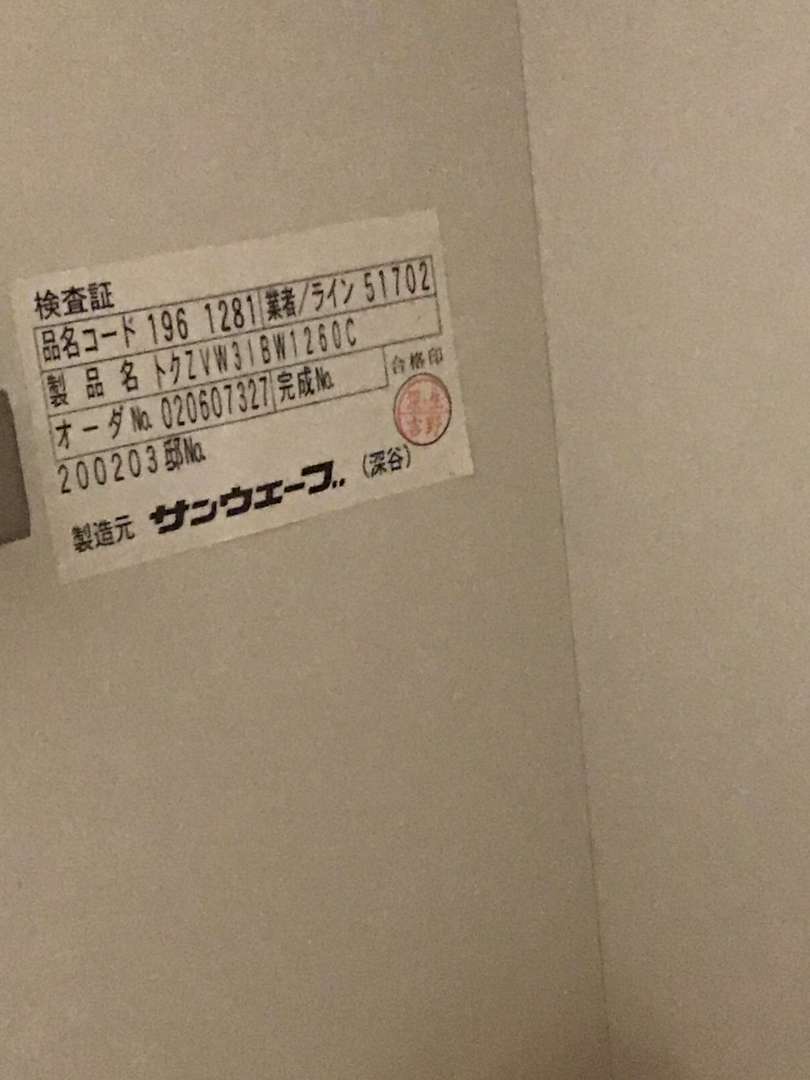 検査証
品名コード 196 1281 業者/ライン 51702
製品名 トクZVW31BW1260C
オーダNo. 020607327 完成No.
合格印
200203 邸No.
製造元 サンウエーブ (深谷)